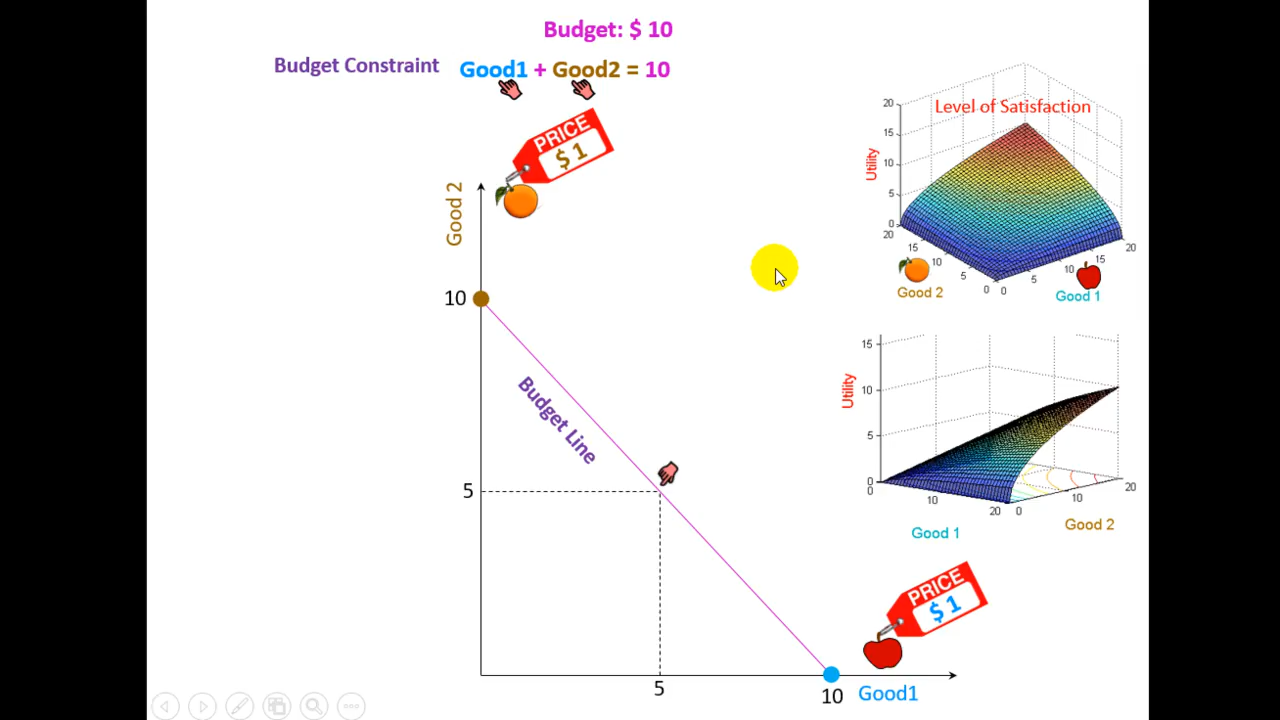 Budget: $ 10
Budget Constraint
Good1 + Good2 = 10
PRICE
$ 1
Good 2
10
Budget Line
5
5
10
Good1
PRICE
$ 1
Level of Satisfaction
Utility
20
15
10
5
0
20
15
10
5
0
0
5
10
15
20
Good 2
Good 1
Utility
15
10
5
0
0
10
20
0
10
20
Good 1
Good 2